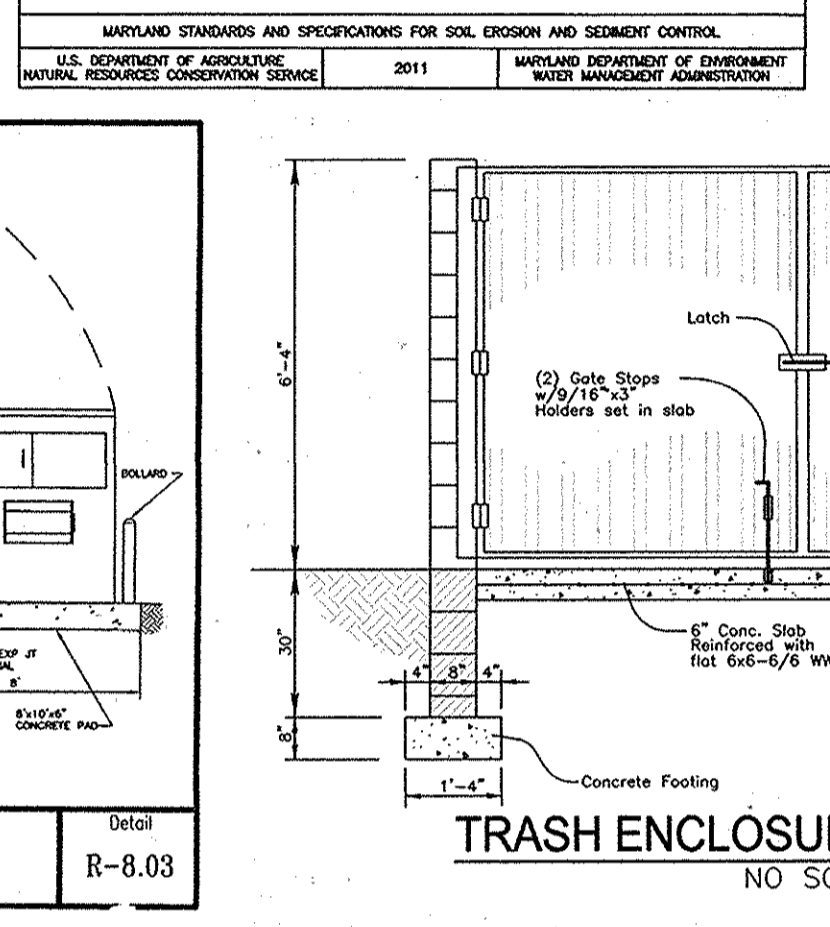 MARYLAND STANDARDS AND SPECIFICATIONS FOR SOIL EROSION AND SEDIMENT CONTROL
U.S. DEPARTMENT OF AGRICULTURE
NATURAL RESOURCES CONSERVATION SERVICE
2011
MARYLAND DEPARTMENT OF ENVIRONMENT
WATER MANAGEMENT ADMINISTRATION
BOLLARD
EXP JT
8'
8'x10'x6"
CONCRETE PAD
Detail
R-8.03
6'-4"
Latch
(2) Gate Stops
w/9/16"x3"
Holders set in slab
30"
4"
8"
4"
6" Conc. Slab
Reinforced with
flat 6x6-6/6 WW
8"
1'-4"
Concrete Footing
TRASH ENCLOSU
NO SC